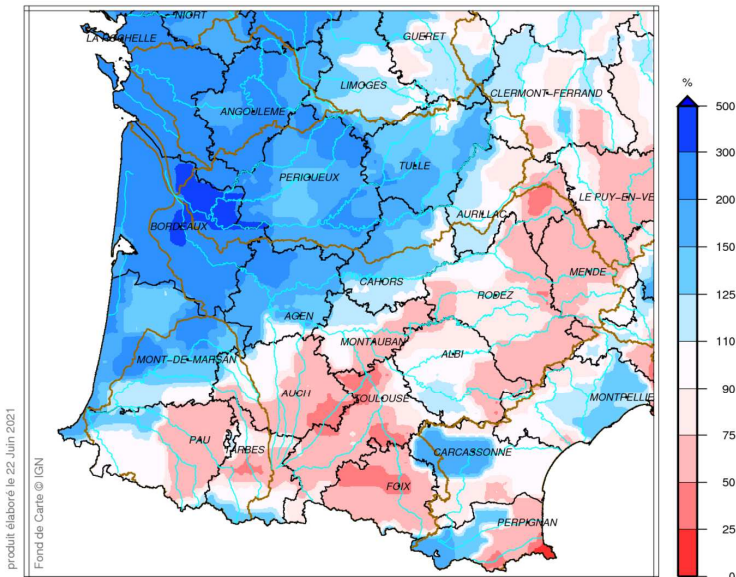 NIORT
GUERET
LIMOGES
CLERMONT-FERRAND
ANGOULEME
PERIGUEUX
TULLE
LE PUY-EN-VE
AURILLAC
BORDEAUX
MENDE
CAHORS
RODEZ
AGEN
MONTAUBAN
ALBI
MONT-DE-MARSAN
AUCH
TOULOUSE
MONTPELLIE
PAU
TARBES
CARCASSONNE
FOIX
PERPIGNAN
%
500
300
200
150
125
110
90
75
50
25
0
produit élaboré le 22 Juin 2021
Fond de Carte © IGN